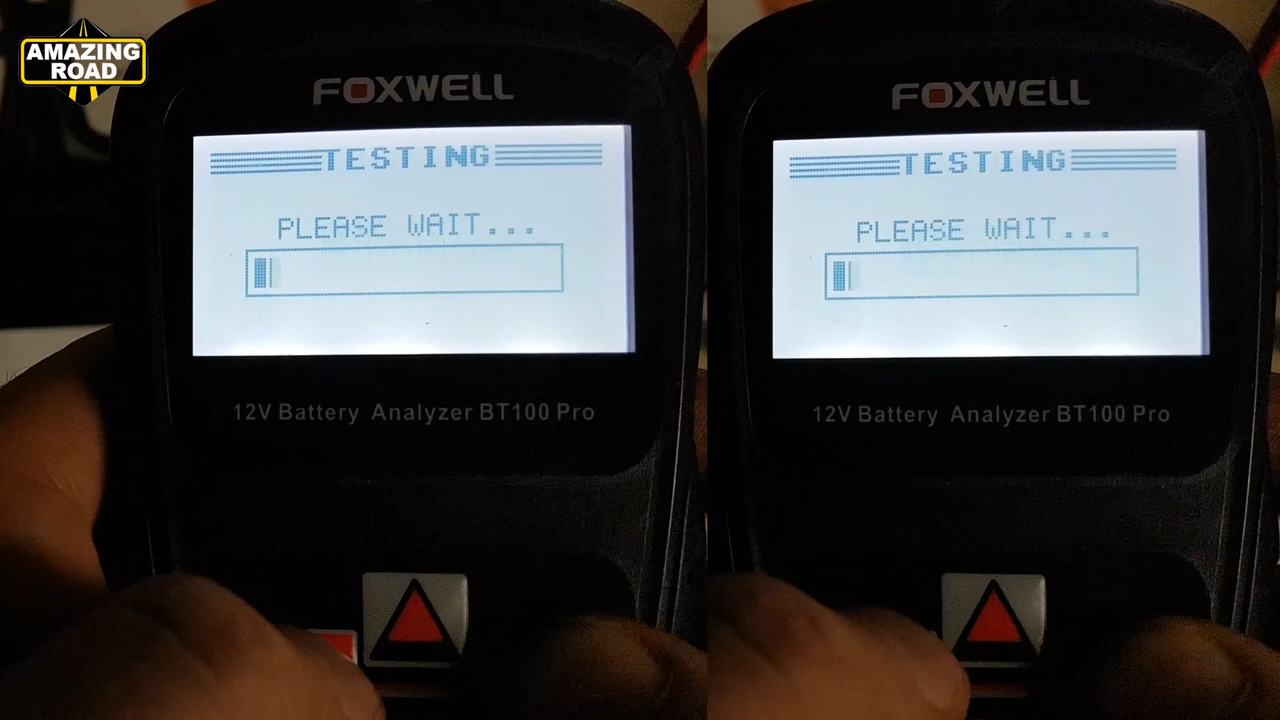 AMAZING
ROAD
FOXWELL
TESTING
PLEASE WAIT...
12V Battery Analyzer BT100 Pro
FOXWELL
TESTING
PLEASE WAIT...
12V Battery Analyzer BT100 Pro